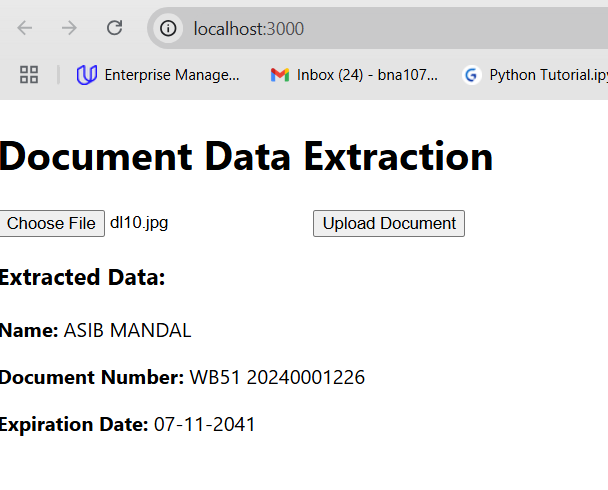 localhost:3000
Enterprise Manage... Inbox (24) - bna107... Python Tutorial.ipy
Document Data Extraction
Choose File dl10.jpg Upload Document
Extracted Data:
Name: ASIB MANDAL
Document Number: WB51 20240001226
Expiration Date: 07-11-2041